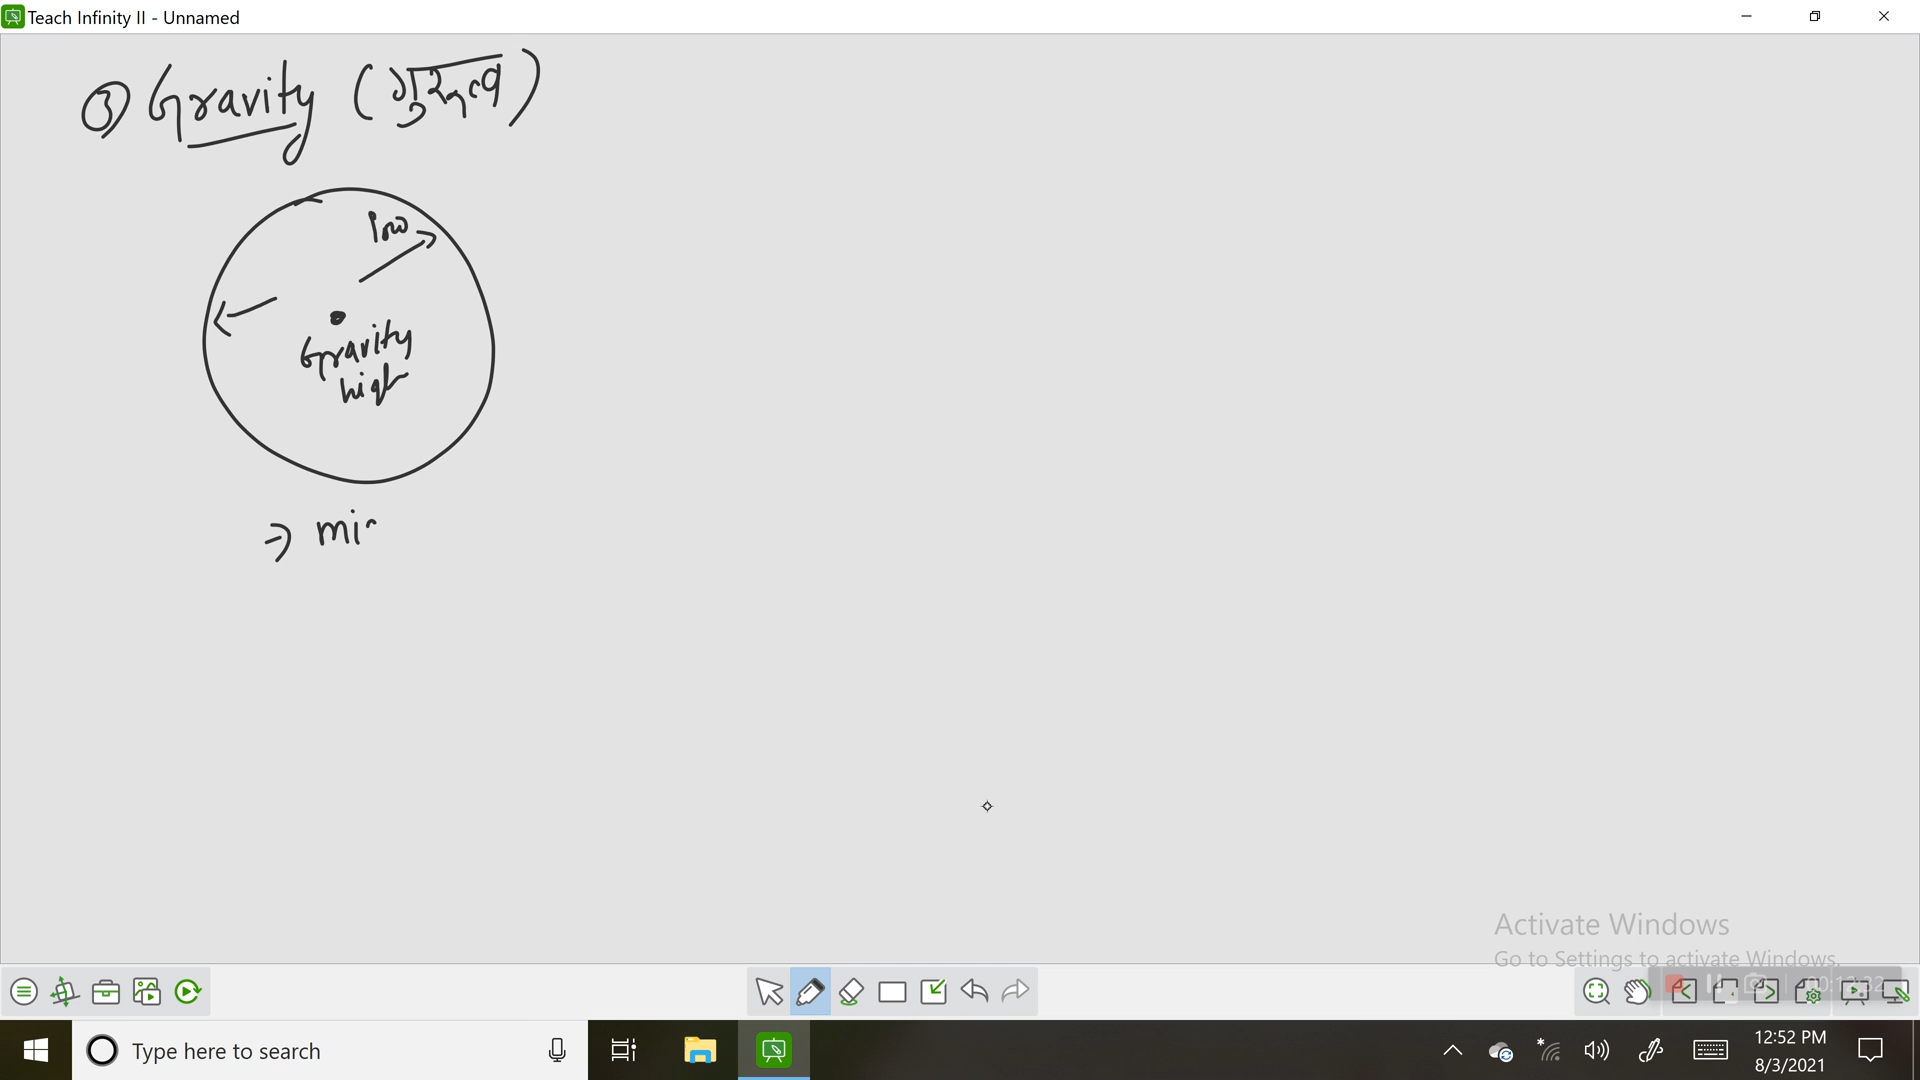 Teach Infinity II - Unnamed
③ Gravity (गुरुत्व)
low
Gravity
high
⇒ mi
Activate Windows
Go to Settings to activate Windows.
Type here to search
12:52 PM
8/3/2021